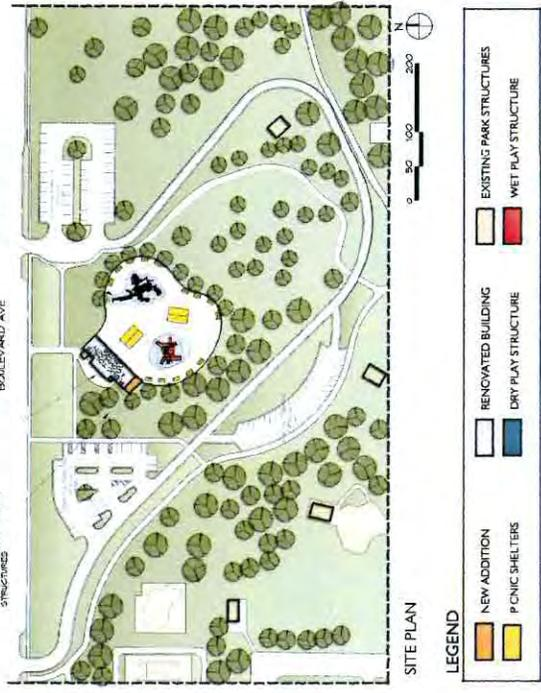 STRUCTURES
BOULEVARD AVE
N
0 50 100 200
SITE PLAN
LEGEND
NEW ADDITION
RENOVATED BUILDING
EXISTING PARK STRUCTURES
PICNIC SHELTERS
DRY PLAY STRUCTURE
WET PLAY STRUCTURE